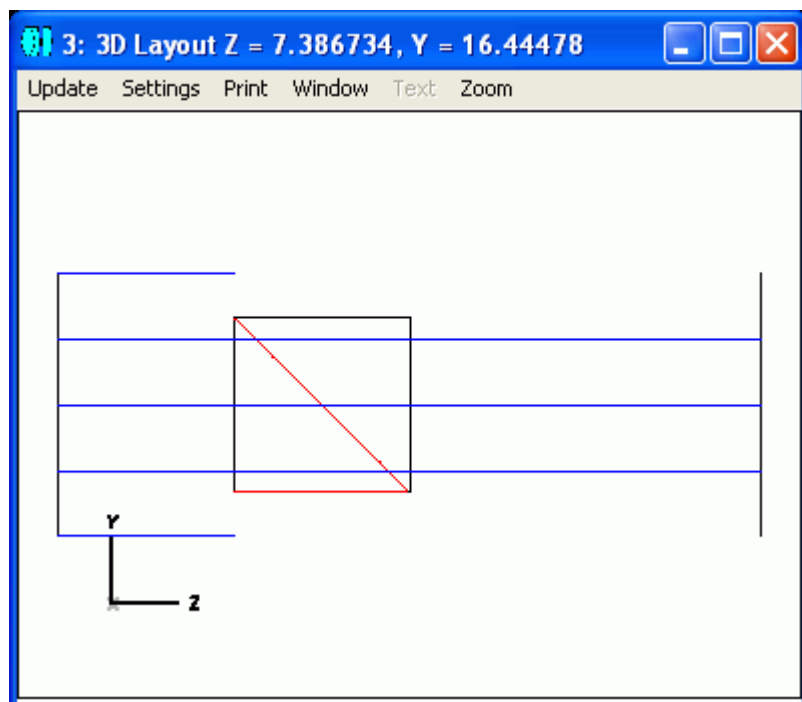 3: 3D Layout Z = 7.386734, Y = 16.44478
Update Settings Print Window Text Zoom
Y
Z
X